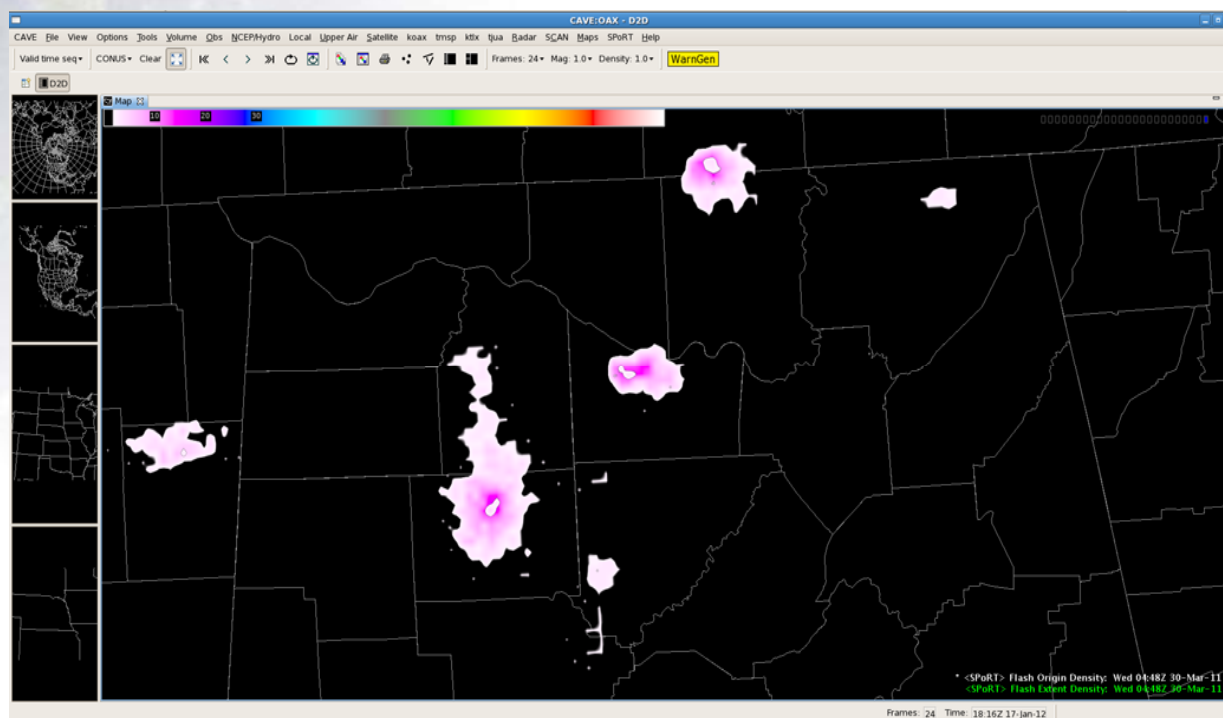 CAVE:OAX - D2D
CAVE File View Options Tools Volume Obs NCEP/Hydro Local Upper Air Satellite koax tmsp ktlx tjua Radar SCAN Maps SPoRT Help
Valid time seq CONUS Clear Frames: 24 Mag: 1.0 Density: 1.0 WarnGen
D2D
Map
10 20 30
* <SPoRT> Flash Origin Density: Wed 04:48Z 30-Mar-11
<SPoRT> Flash Extent Density: Wed 04:48Z 30-Mar-11
Frames: 24 Time: 18:16Z 17-Jan-12